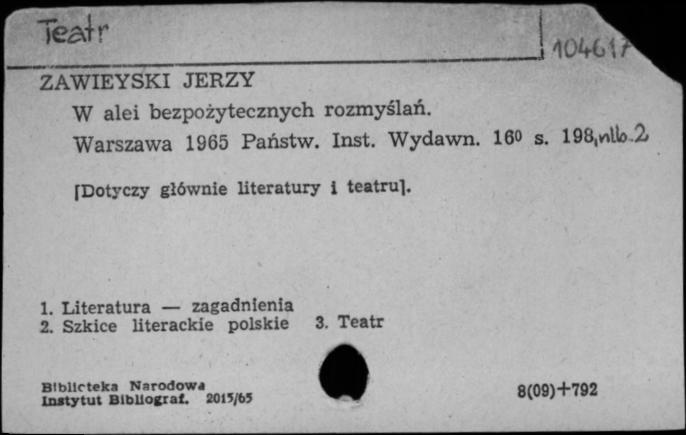 Teatr
104617
ZAWIEYSKI JERZY
W alei bezpożytecznych rozmyślań.
Warszawa 1965 Państw. Inst. Wydawn. 16⁰ s. 198, nlb. 2
[Dotyczy głównie literatury i teatru].
1. Literatura — zagadnienia
2. Szkice literackie polskie 3. Teatr
Biblioteka Narodowa
Instytut Bibliograf. 2015/65
8(09)+792